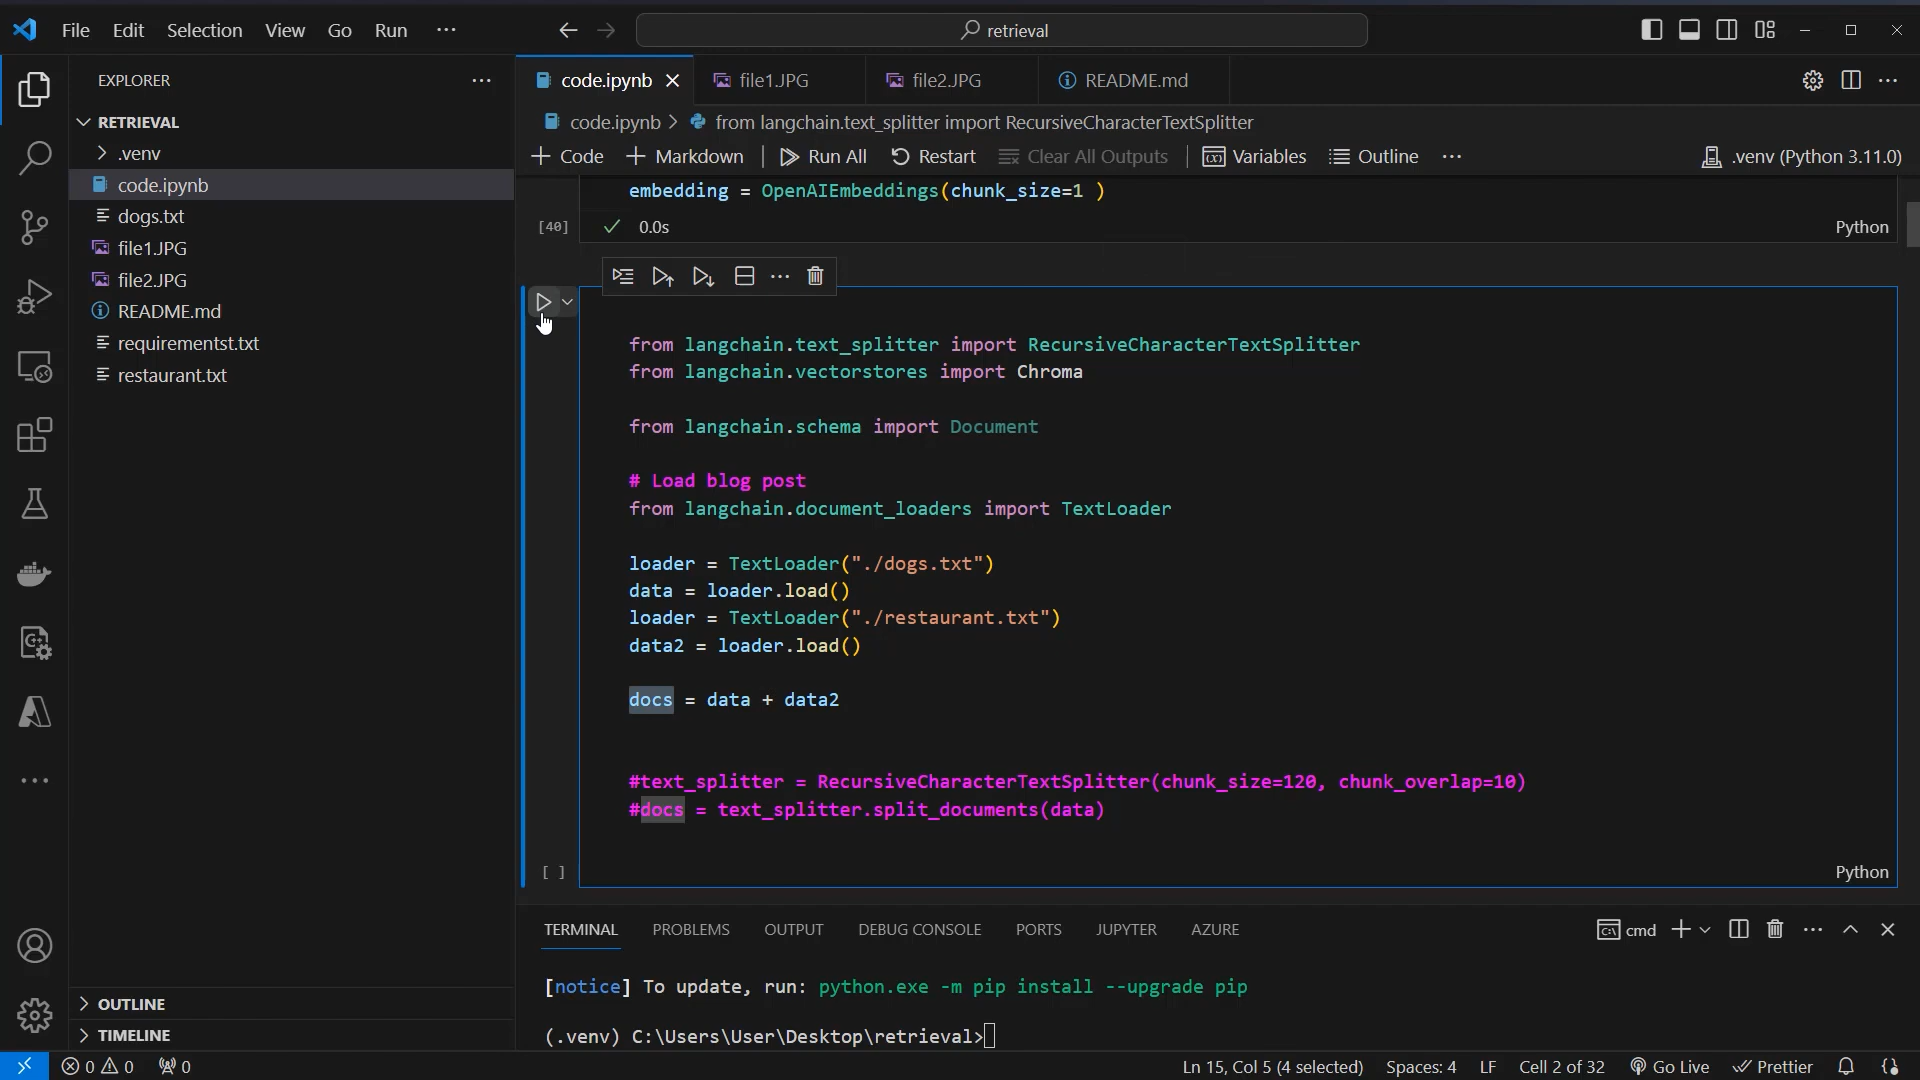 File Edit Selection View Go Run ···
retrieval
EXPLORER
code.ipynb
file1.JPG
file2.JPG
README.md
RETRIEVAL
.venv
code.ipynb
dogs.txt
file1.JPG
file2.JPG
README.md
requirementst.txt
restaurant.txt
OUTLINE
TIMELINE
code.ipynb > from langchain.text_splitter import RecursiveCharacterTextSplitter
+ Code + Markdown | Run All Restart Clear All Outputs | Variables Outline ··· .venv (Python 3.11.0)
embedding = OpenAIEmbeddings(chunk_size=1 )
[40] ✓ 0.0s Python
from langchain.text_splitter import RecursiveCharacterTextSplitter
from langchain.vectorstores import Chroma
from langchain.schema import Document
# Load blog post
from langchain.document_loaders import TextLoader
loader = TextLoader("./dogs.txt")
data = loader.load()
loader = TextLoader("./restaurant.txt")
data2 = loader.load()
docs = data + data2
#text_splitter = RecursiveCharacterTextSplitter(chunk_size=120, chunk_overlap=10)
#docs = text_splitter.split_documents(data)
[ ] Python
TERMINAL PROBLEMS OUTPUT DEBUG CONSOLE PORTS JUPYTER AZURE
cmd
[notice] To update, run: python.exe -m pip install --upgrade pip
(.venv) C:\Users\User\Desktop\retrieval>
0 0 0
Ln 15, Col 5 (4 selected) Spaces: 4 LF Cell 2 of 32 Go Live Prettier